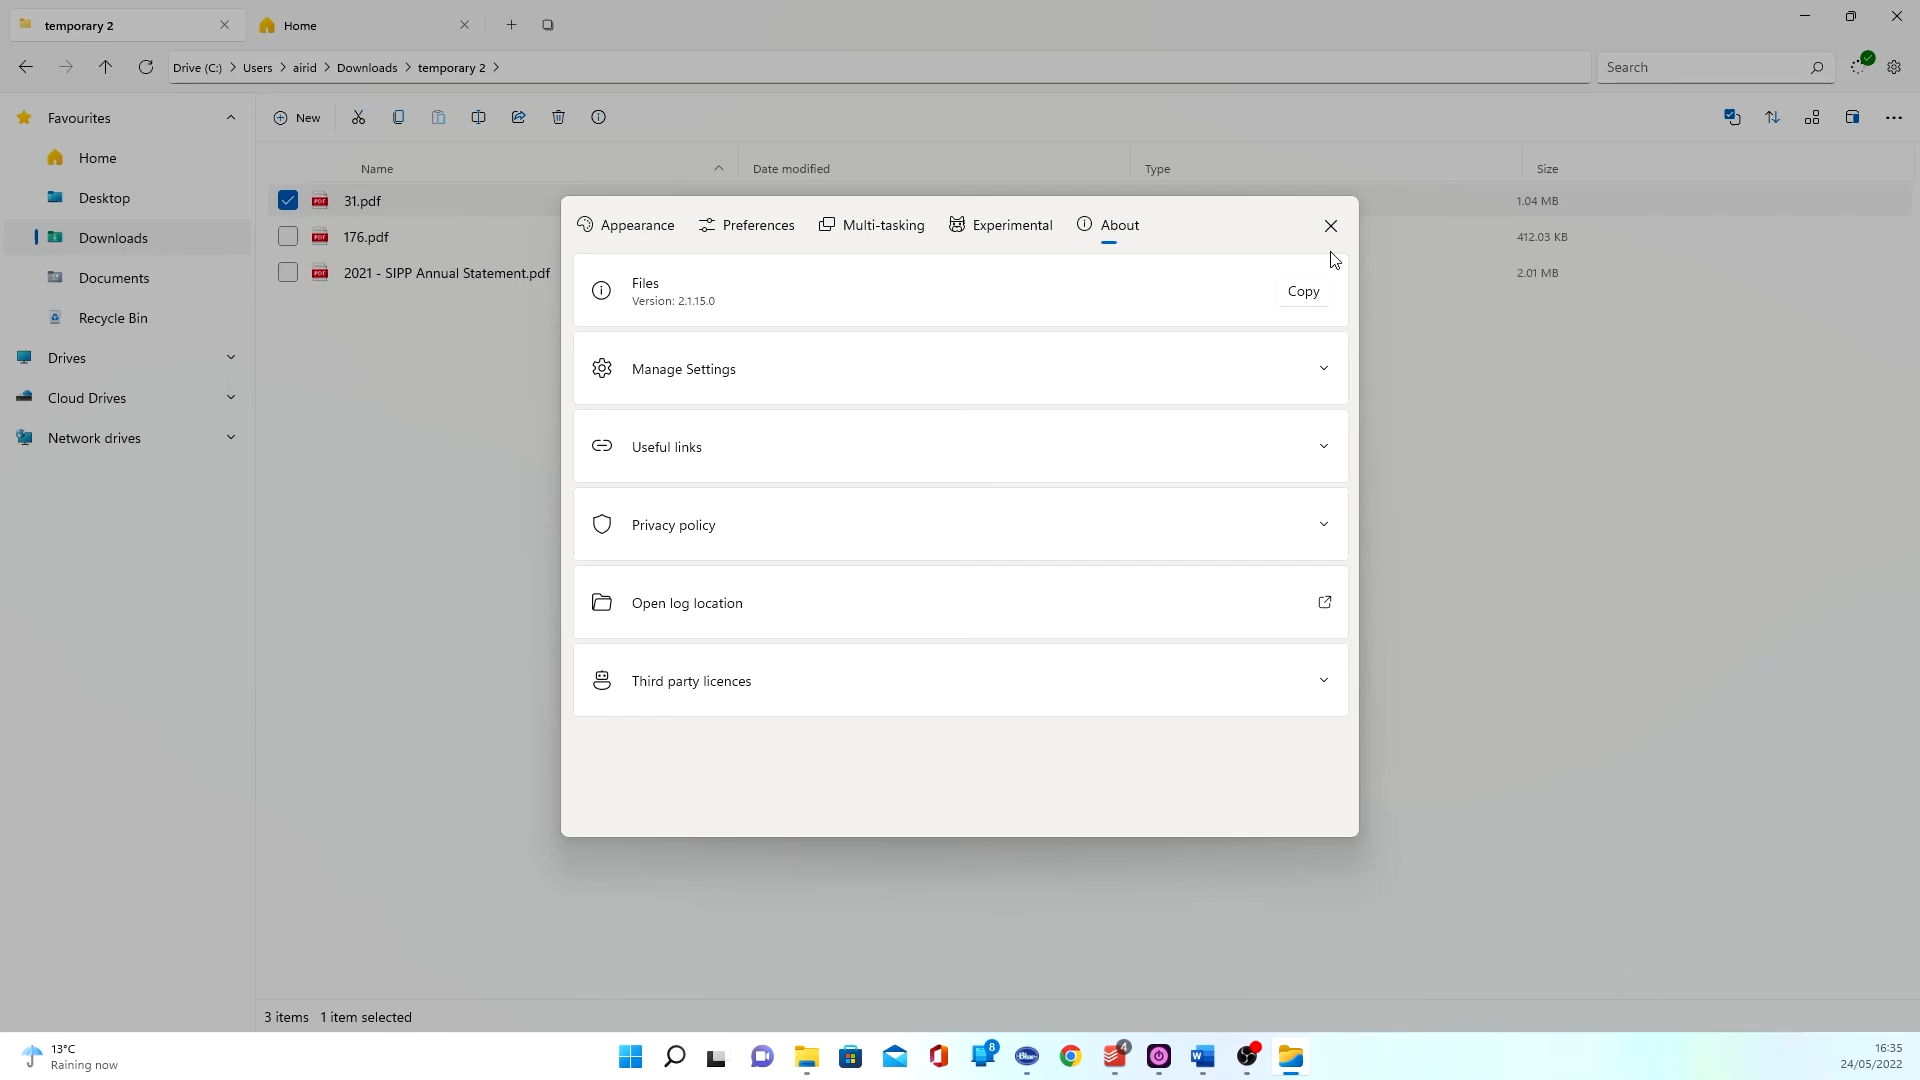 temporary 2
Home
Drive (C:) > Users > airid > Downloads > temporary 2 >
Search
Favourites
New
Home
Name
Date modified
Type
Size
Desktop
31.pdf
1.04 MB
Downloads
176.pdf
412.03 KB
Documents
2021 - SIPP Annual Statement.pdf
2.01 MB
Recycle Bin
Drives
Cloud Drives
Network drives
Appearance
Preferences
Multi-tasking
Experimental
About
Files
Version: 2.1.15.0
Copy
Manage Settings
Useful links
Privacy policy
Open log location
Third party licences
3 items 1 item selected
13°C
Raining now
8
Blue
4
W
16:35
24/05/2022